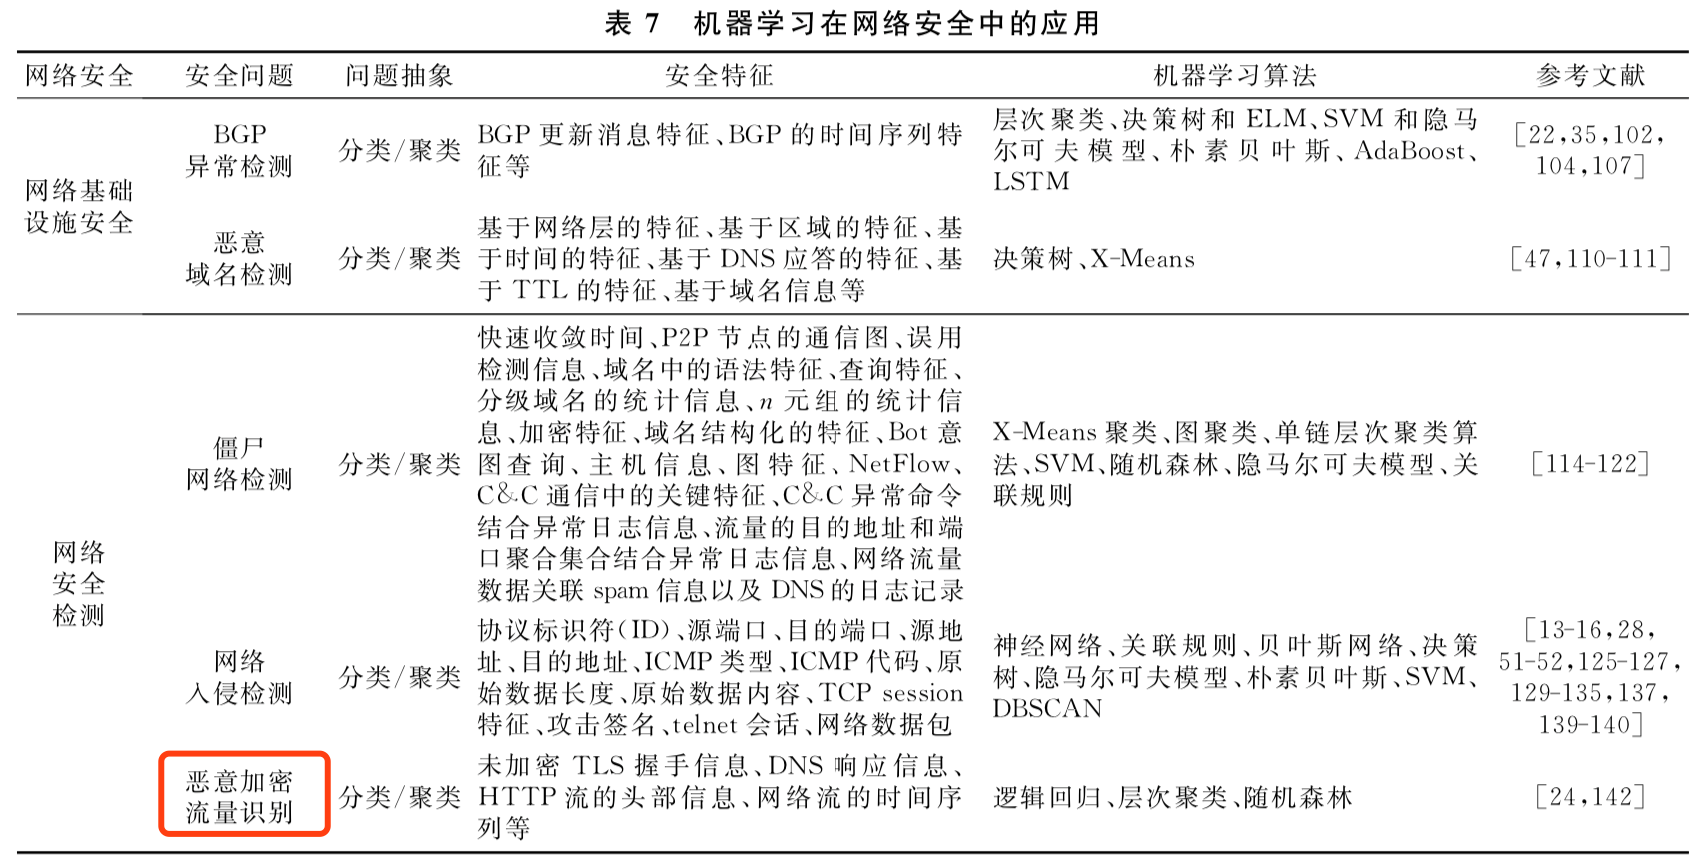 表 7 机器学习在网络安全中的应用
网络安全 安全问题 问题抽象 安全特征 机器学习算法 参考文献
网络基础
设施安全
BGP
异常检测
分类/聚类
BGP 更新消息特征、BGP 的时间序列特
征等
层次聚类、决策树和 ELM、SVM 和隐马
尔可夫模型、朴素贝叶斯、AdaBoost、
LSTM
[22,35,102,
104,107]
恶意
域名检测
分类/聚类
基于网络层的特征、基于区域的特征、基
于时间的特征、基于 DNS 应答的特征、基
于 TTL 的特征、基于域名信息等
决策树、X-Means
[47,110-111]
网络
安全
检测
僵尸
网络检测
分类/聚类
快速收敛时间、P2P 节点的通信图、误用
检测信息、域名中的语法特征、查询特征、
分级域名的统计信息、n 元组的统计信
息、加密特征、域名结构化的特征、Bot 意
图查询、主机信息、图特征、NetFlow、
C&C 通信中的关键特征、C&C 异常命令
结合异常日志信息、流量的目的地址和端
口聚合集合结合异常日志信息、网络流量
数据关联 spam 信息以及 DNS 的日志记录
X-Means 聚类、图聚类、单链层次聚类算
法、SVM、随机森林、隐马尔可夫模型、关
联规则
[114-122]
网络
入侵检测
分类/聚类
协议标识符(ID)、源端口、目的端口、源地
址、目的地址、ICMP 类型、ICMP 代码、原
始数据长度、原始数据内容、TCP session
特征、攻击签名、telnet 会话、网络数据包
神经网络、关联规则、贝叶斯网络、决策
树、隐马尔可夫模型、朴素贝叶斯、SVM、
DBSCAN
[13-16,28,
51-52,125-127,
129-135,137,
139-140]
恶意加密
流量识别
分类/聚类
未加密 TLS 握手信息、DNS 响应信息、
HTTP 流的头部信息、网络流的时间序
列等
逻辑回归、层次聚类、随机森林
[24,142]